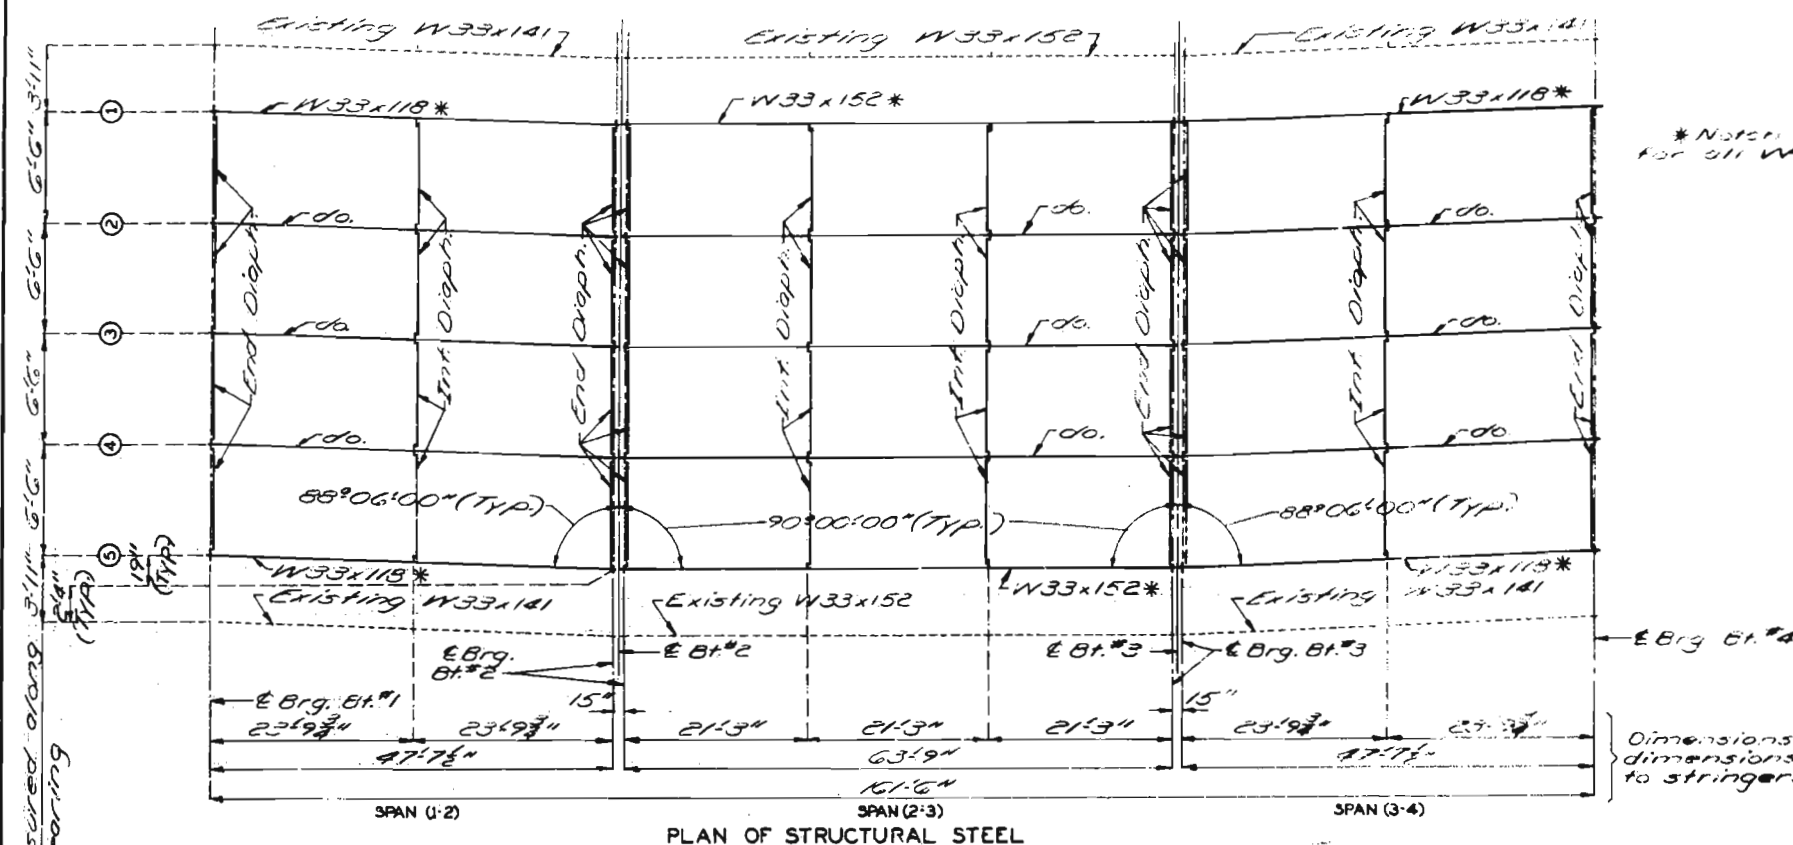 Existing W33x141
Existing W33x152
Existing W33x141
3'-11"
6'-6"
6'-6"
6'-6"
6'-6"
3'-11"
1
2
3
4
5
W33x118*
W33x152*
W33x118*
* Notch
for all W
do.
do.
do.
do.
do.
do.
do.
do.
do.
End Diaph.
Int. Diaph.
End Diaph.
Int. Diaph.
Int. Diaph.
End Diaph.
Int. Diaph.
End Diaph.
88°06'00" (Typ.)
90°00'00" (Typ.)
88°06'00" (Typ.)
(TYP.)
19"
(TYP)
W33x118*
W33x152*
W33x118*
Existing W33x141
Existing W33x152
Existing W33x141
℄ Brg.
Bt.#2
℄ Bt.#2
℄ Bt.#3
℄ Brg. Bt.#3
℄ Brg Bt.#4
℄ Brg. Bt.#1
15"
15"
23'-9¾"
23'-9¾"
21'-3"
21'-3"
21'-3"
23'-9¾"
47'-7½"
63'-9"
47'-7½"
161'-6"
Dimensions
dimensions
to stringer
sured along
earing
SPAN (1-2)
SPAN (2-3)
SPAN (3-4)
PLAN OF STRUCTURAL STEEL